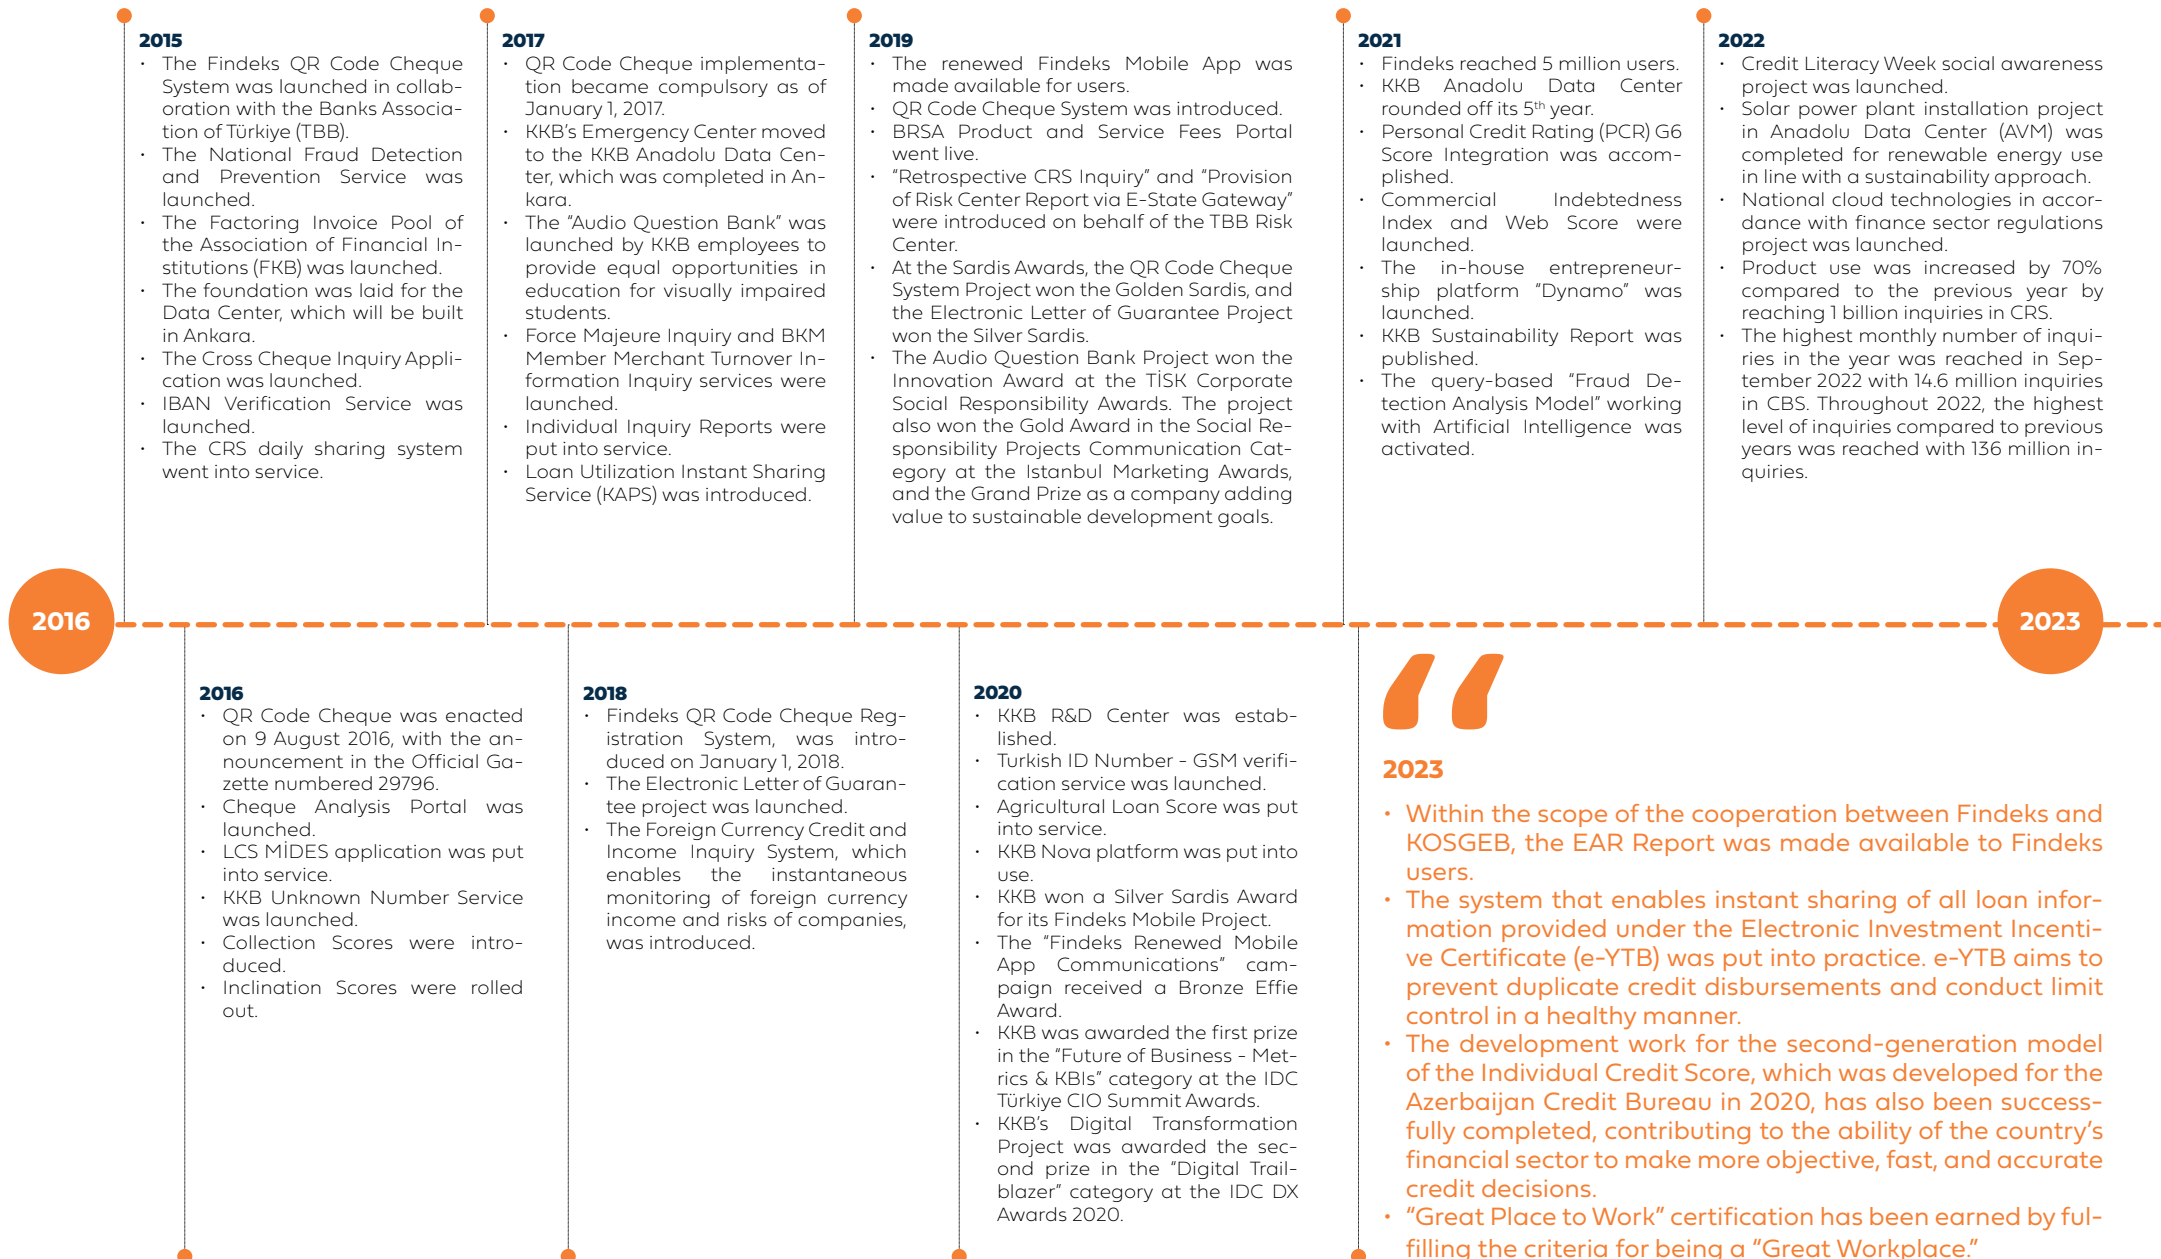 2015
• The Findeks QR Code Cheque
System was launched in collab-
oration with the Banks Associa-
tion of Türkiye (TBB).
• The National Fraud Detection
and Prevention Service was
launched.
• The Factoring Invoice Pool of
the Association of Financial In-
stitutions (FKB) was launched.
• The foundation was laid for the
Data Center, which will be built
in Ankara.
• The Cross Cheque Inquiry Appli-
cation was launched.
• IBAN Verification Service was
launched.
• The CRS daily sharing system
went into service.
2017
• QR Code Cheque implementa-
tion became compulsory as of
January 1, 2017.
• KKB's Emergency Center moved
to the KKB Anadolu Data Cen-
ter, which was completed in An-
kara.
• The "Audio Question Bank" was
launched by KKB employees to
provide equal opportunities in
education for visually impaired
students.
• Force Majeure Inquiry and BKM
Member Merchant Turnover In-
formation Inquiry services were
launched.
• Individual Inquiry Reports were
put into service.
• Loan Utilization Instant Sharing
Service (KAPS) was introduced.
2019
• The renewed Findeks Mobile App was
made available for users.
• QR Code Cheque System was introduced.
• BRSA Product and Service Fees Portal
went live.
• "Retrospective CRS Inquiry" and "Provision
of Risk Center Report via E-State Gateway"
were introduced on behalf of the TBB Risk
Center.
• At the Sardis Awards, the QR Code Cheque
System Project won the Golden Sardis, and
the Electronic Letter of Guarantee Project
won the Silver Sardis.
• The Audio Question Bank Project won the
Innovation Award at the TİSK Corporate
Social Responsibility Awards. The project
also won the Gold Award in the Social Re-
sponsibility Projects Communication Cat-
egory at the Istanbul Marketing Awards,
and the Grand Prize as a company adding
value to sustainable development goals.
2021
• Findeks reached 5 million users.
• KKB Anadolu Data Center
rounded off its 5th year.
• Personal Credit Rating (PCR) G6
Score Integration was accom-
plished.
• Commercial Indebtedness
Index and Web Score were
launched.
• The in-house entrepreneur-
ship platform "Dynamo" was
launched.
• KKB Sustainability Report was
published.
• The query-based "Fraud De-
tection Analysis Model" working
with Artificial Intelligence was
activated.
2022
• Credit Literacy Week social awareness
project was launched.
• Solar power plant installation project
in Anadolu Data Center (AVM) was
completed for renewable energy use
in line with a sustainability approach.
• National cloud technologies in accor-
dance with finance sector regulations
project was launched.
• Product use was increased by 70%
compared to the previous year by
reaching 1 billion inquiries in CRS.
• The highest monthly number of inqui-
ries in the year was reached in Sep-
tember 2022 with 14.6 million inquiries
in CBS. Throughout 2022, the highest
level of inquiries compared to previous
years was reached with 136 million in-
quiries.
2016
2023
2016
• QR Code Cheque was enacted
on 9 August 2016, with the an-
nouncement in the Official Ga-
zette numbered 29796.
• Cheque Analysis Portal was
launched.
• LCS MİDES application was put
into service.
• KKB Unknown Number Service
was launched.
• Collection Scores were intro-
duced.
• Inclination Scores were rolled
out.
2018
• Findeks QR Code Cheque Reg-
istration System, was intro-
duced on January 1, 2018.
• The Electronic Letter of Guaran-
tee project was launched.
• The Foreign Currency Credit and
Income Inquiry System, which
enables the instantaneous
monitoring of foreign currency
income and risks of companies,
was introduced.
2020
• KKB R&D Center was estab-
lished.
• Turkish ID Number - GSM verifi-
cation service was launched.
• Agricultural Loan Score was put
into service.
• KKB Nova platform was put into
use.
• KKB won a Silver Sardis Award
for its Findeks Mobile Project.
• The "Findeks Renewed Mobile
App Communications" cam-
paign received a Bronze Effie
Award.
• KKB was awarded the first prize
in the "Future of Business - Met-
rics & KBIs" category at the IDC
Türkiye CIO Summit Awards.
• KKB's Digital Transformation
Project was awarded the sec-
ond prize in the "Digital Trail-
blazer" category at the IDC DX
Awards 2020.
“
2023
• Within the scope of the cooperation between Findeks and
KOSGEB, the EAR Report was made available to Findeks
users.
• The system that enables instant sharing of all loan infor-
mation provided under the Electronic Investment Incenti-
ve Certificate (e-YTB) was put into practice. e-YTB aims to
prevent duplicate credit disbursements and conduct limit
control in a healthy manner.
• The development work for the second-generation model
of the Individual Credit Score, which was developed for the
Azerbaijan Credit Bureau in 2020, has also been success-
fully completed, contributing to the ability of the country's
financial sector to make more objective, fast, and accurate
credit decisions.
• "Great Place to Work" certification has been earned by ful-
filling the criteria for being a "Great Workplace."